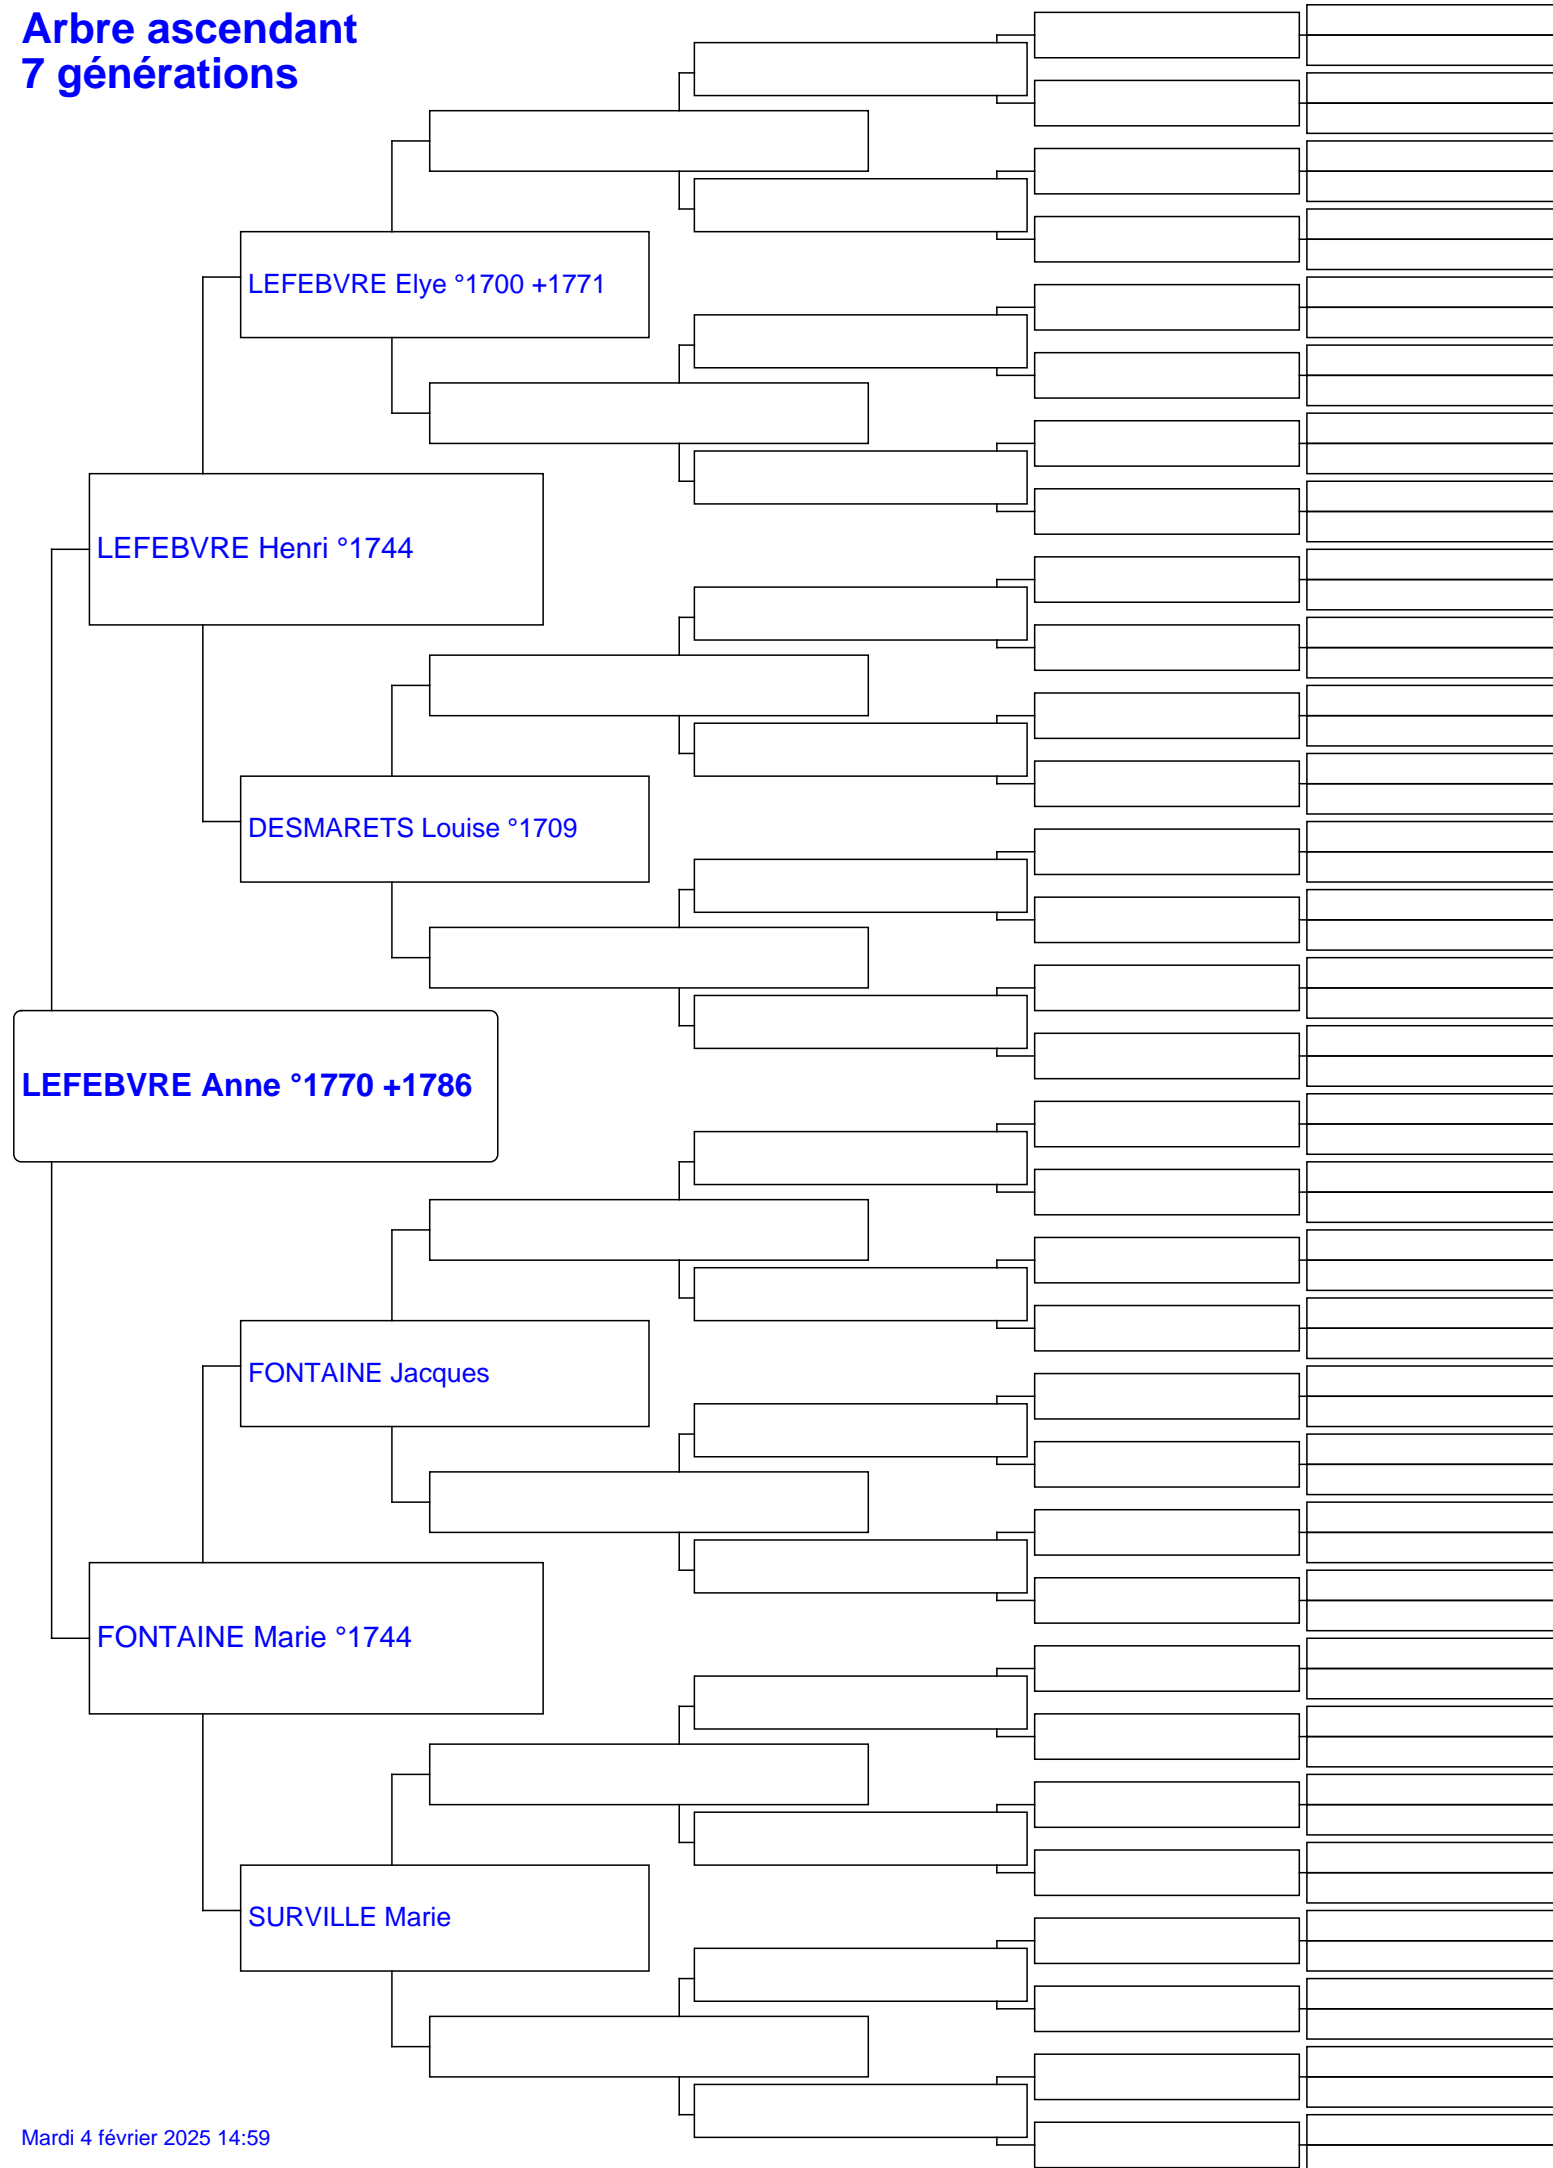 Arbre ascendant
7 générations
LEFEBVRE Elye °1700 +1771
LEFEBVRE Henri °1744
DESMARETS Louise °1709
LEFEBVRE Anne °1770 +1786
FONTAINE Jacques
FONTAINE Marie °1744
SURVILLE Marie
Mardi 4 février 2025 14:59